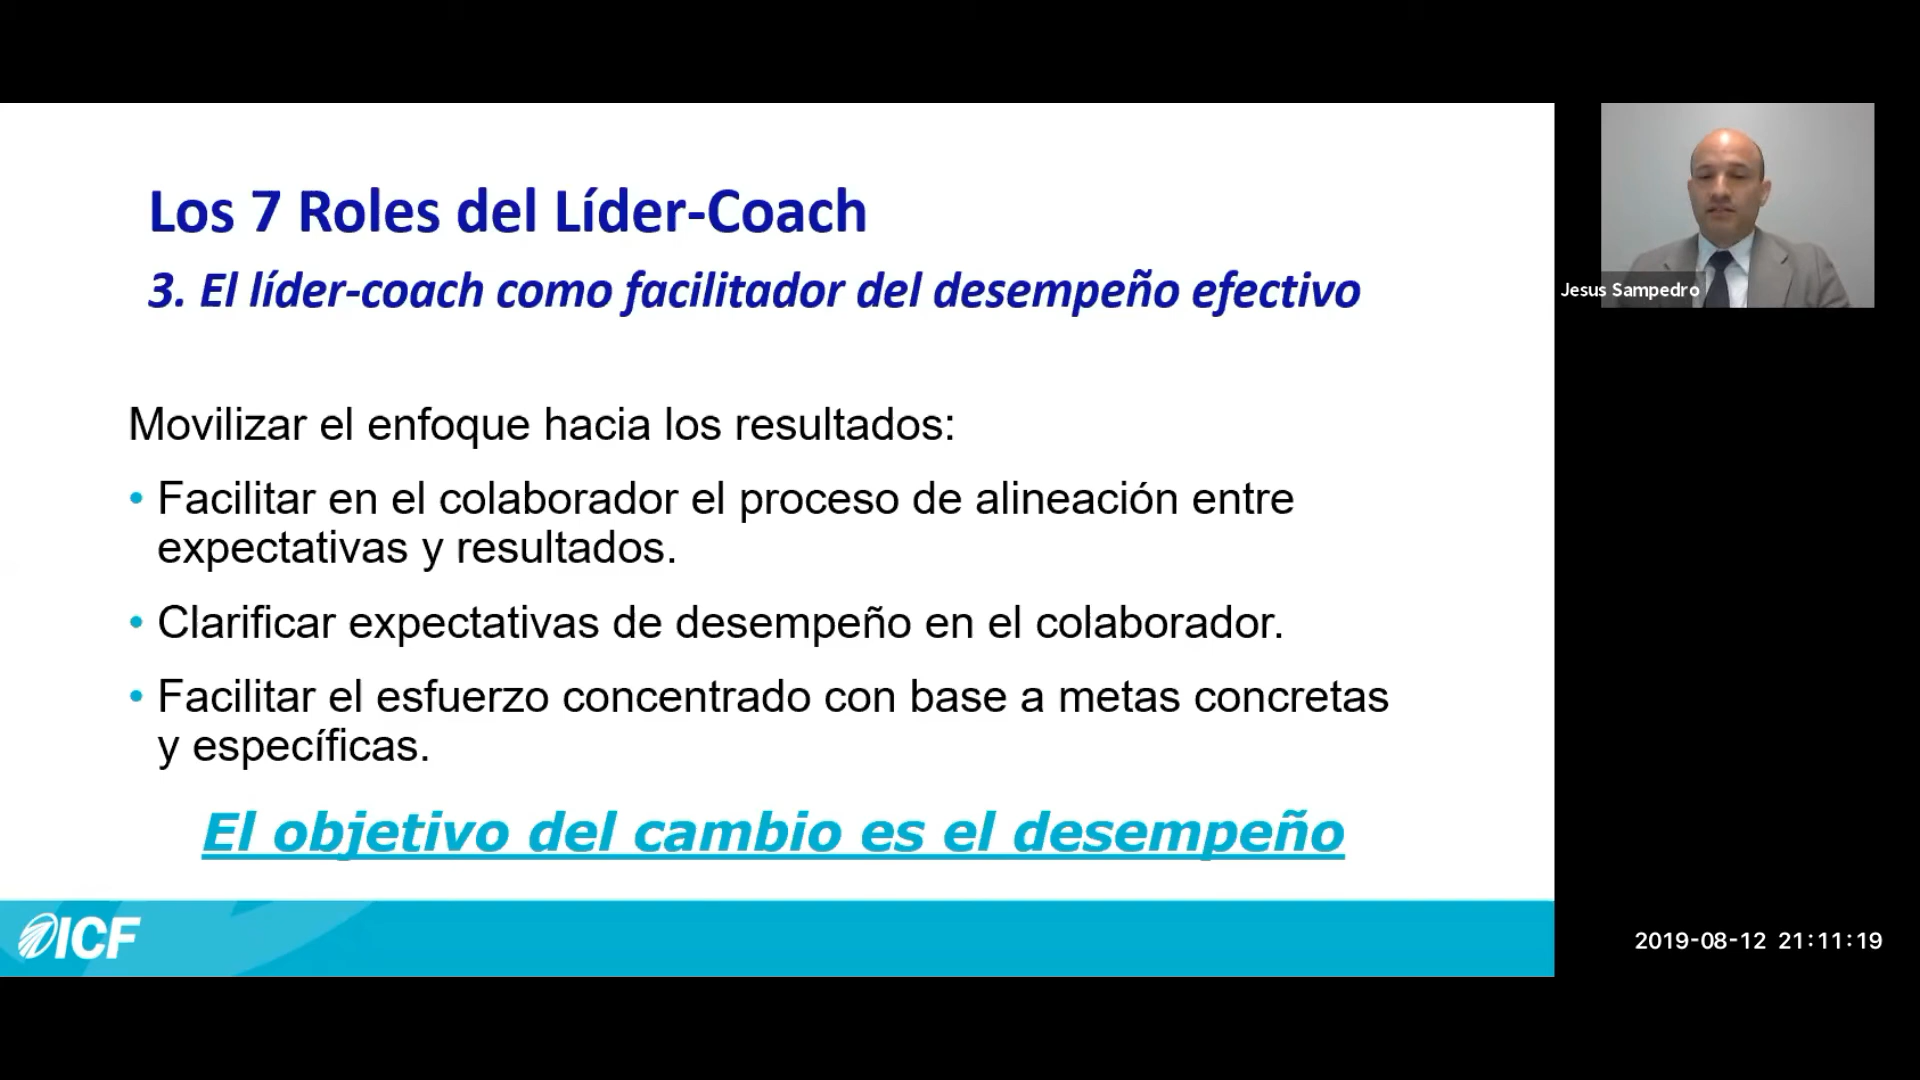 Los 7 Roles del Líder-Coach
3. El líder-coach como facilitador del desempeño efectivo
Movilizar el enfoque hacia los resultados:
• Facilitar en el colaborador el proceso de alineación entre
expectativas y resultados.
• Clarificar expectativas de desempeño en el colaborador.
• Facilitar el esfuerzo concentrado con base a metas concretas
y específicas.
El objetivo del cambio es el desempeño
ICF
Jesus Sampedro
2019-08-12 21:11:19